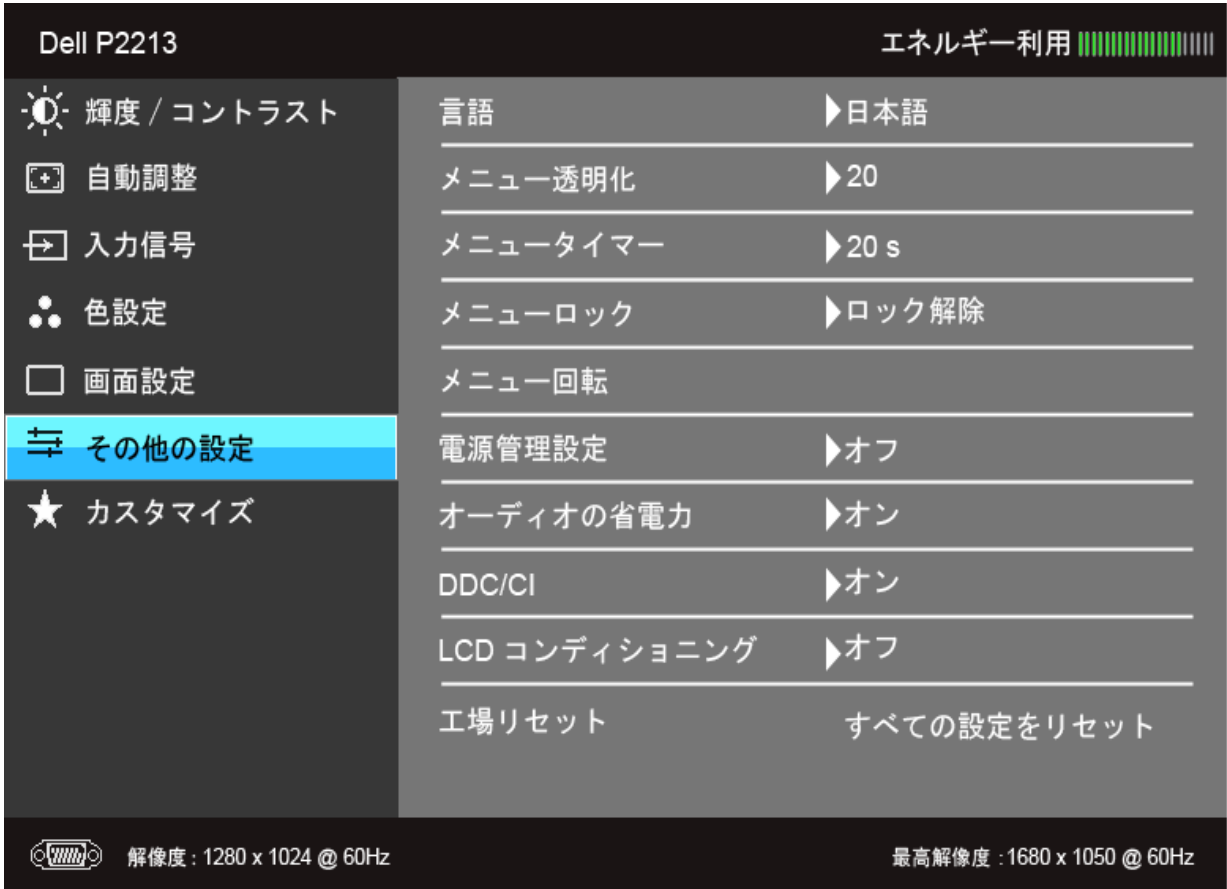 Dell P2213
エネルギー利用
輝度 / コントラスト
自動調整
入力信号
色設定
画面設定
その他の設定
カスタマイズ
言語 日本語
メニュー透明化 20
メニュータイマー 20 s
メニューロック ロック解除
メニュー回転
電源管理設定 オフ
オーディオの省電力 オン
DDC/CI オン
LCD コンディショニング オフ
工場リセット すべての設定をリセット
解像度 : 1280 x 1024 @ 60Hz
最高解像度 :1680 x 1050 @ 60Hz